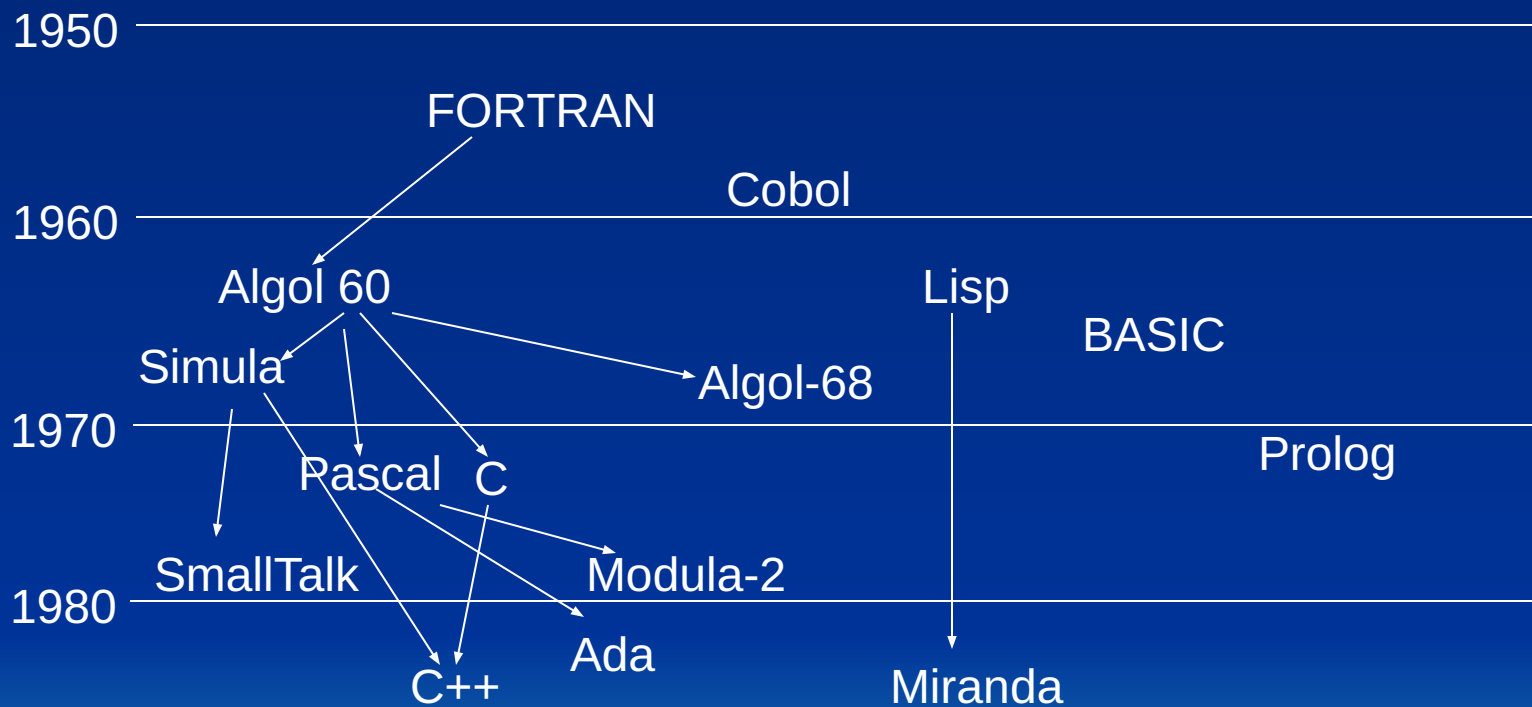 1950
FORTRAN
Cobol
1960
Algol 60
Lisp
BASIC
Simula
Algol-68
1970
Prolog
Pascal
C
SmallTalk
Modula-2
1980
Ada
C++
Miranda